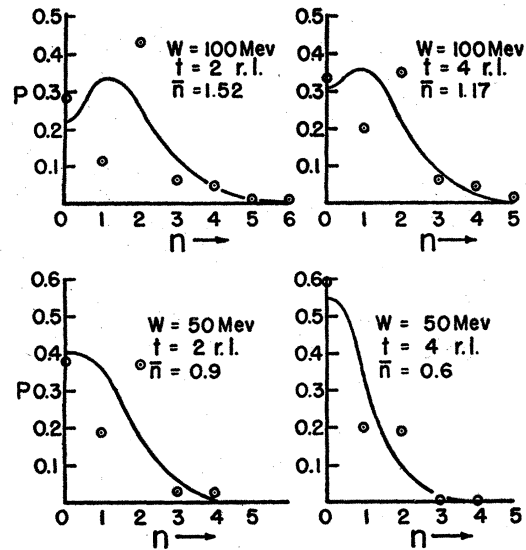 0.5
0.4
0.3
0.2
0.1
P
W = 100 Mev
t = 2 r.l.
n̄ = 1.52
0 1 2 3 4 5 6
n →
0.5
0.4
0.3
0.2
0.1
W = 100 Mev
t = 4 r.l.
n̄ = 1.17
0 1 2 3 4 5
n →
0.6
0.5
0.4
0.3
0.2
0.1
P
W = 50 Mev
t = 2 r.l.
n̄ = 0.9
0 1 2 3 4 5
n →
0.6
0.5
0.4
0.3
0.2
0.1
W = 50 Mev
t = 4 r.l.
n̄ = 0.6
0 1 2 3 4 5
n →